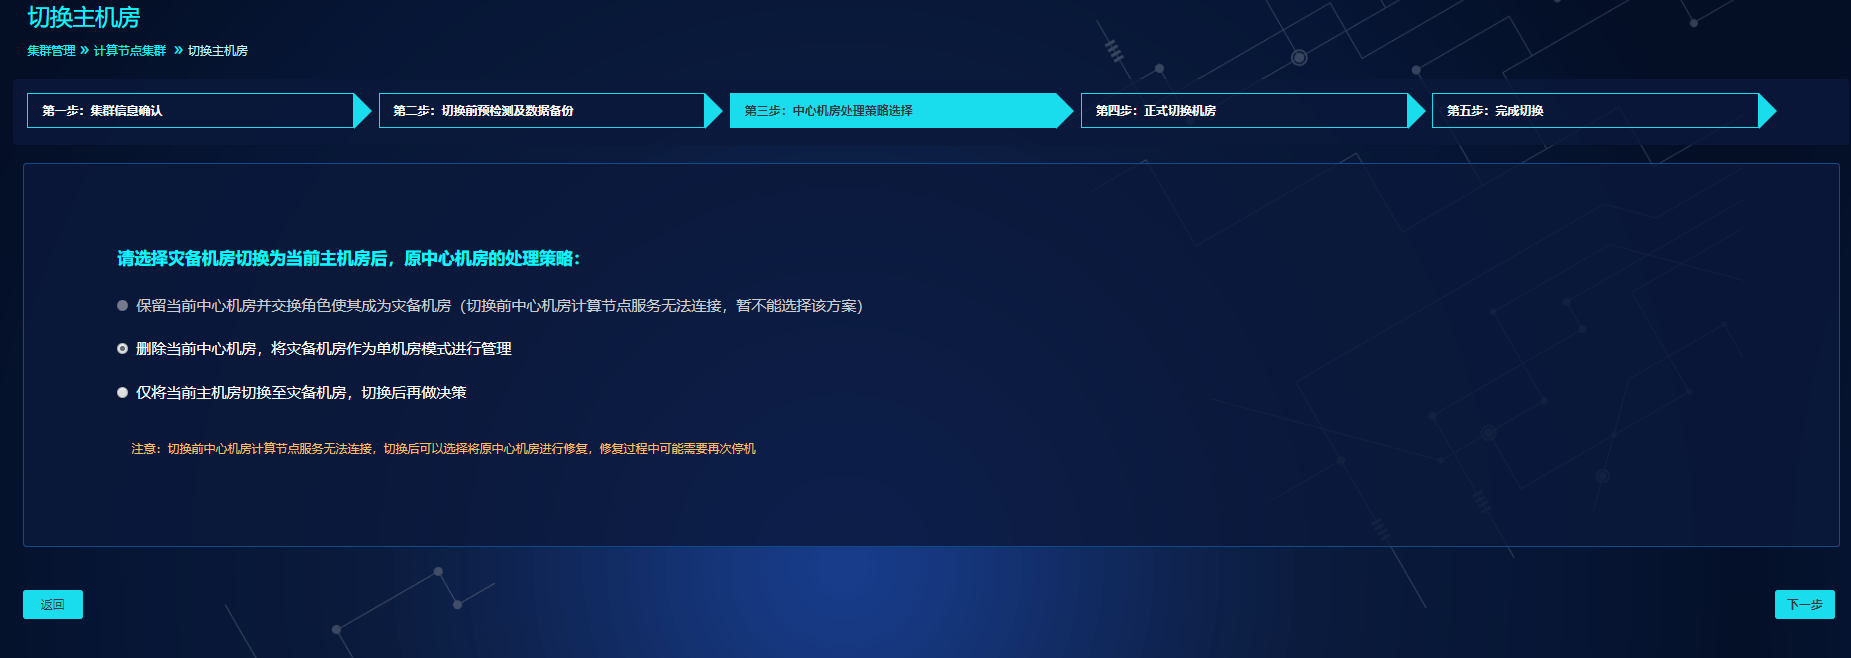 切换主机房
集群管理 » 计算节点集群 » 切换主机房
第一步：集群信息确认
第二步：切换前预检测及数据备份
第三步：中心机房处理策略选择
第四步：正式切换机房
第五步：完成切换
请选择灾备机房切换为当前主机房后，原中心机房的处理策略：
保留当前中心机房并交换角色使其成为灾备机房（切换前中心机房计算节点服务无法连接，暂不能选择该方案）
删除当前中心机房，将灾备机房作为单机房模式进行管理
仅将当前主机房切换至灾备机房，切换后再做决策
注意：切换前中心机房计算节点服务无法连接，切换后可以选择将原中心机房进行修复，修复过程中可能需要再次停机
返回
下一步